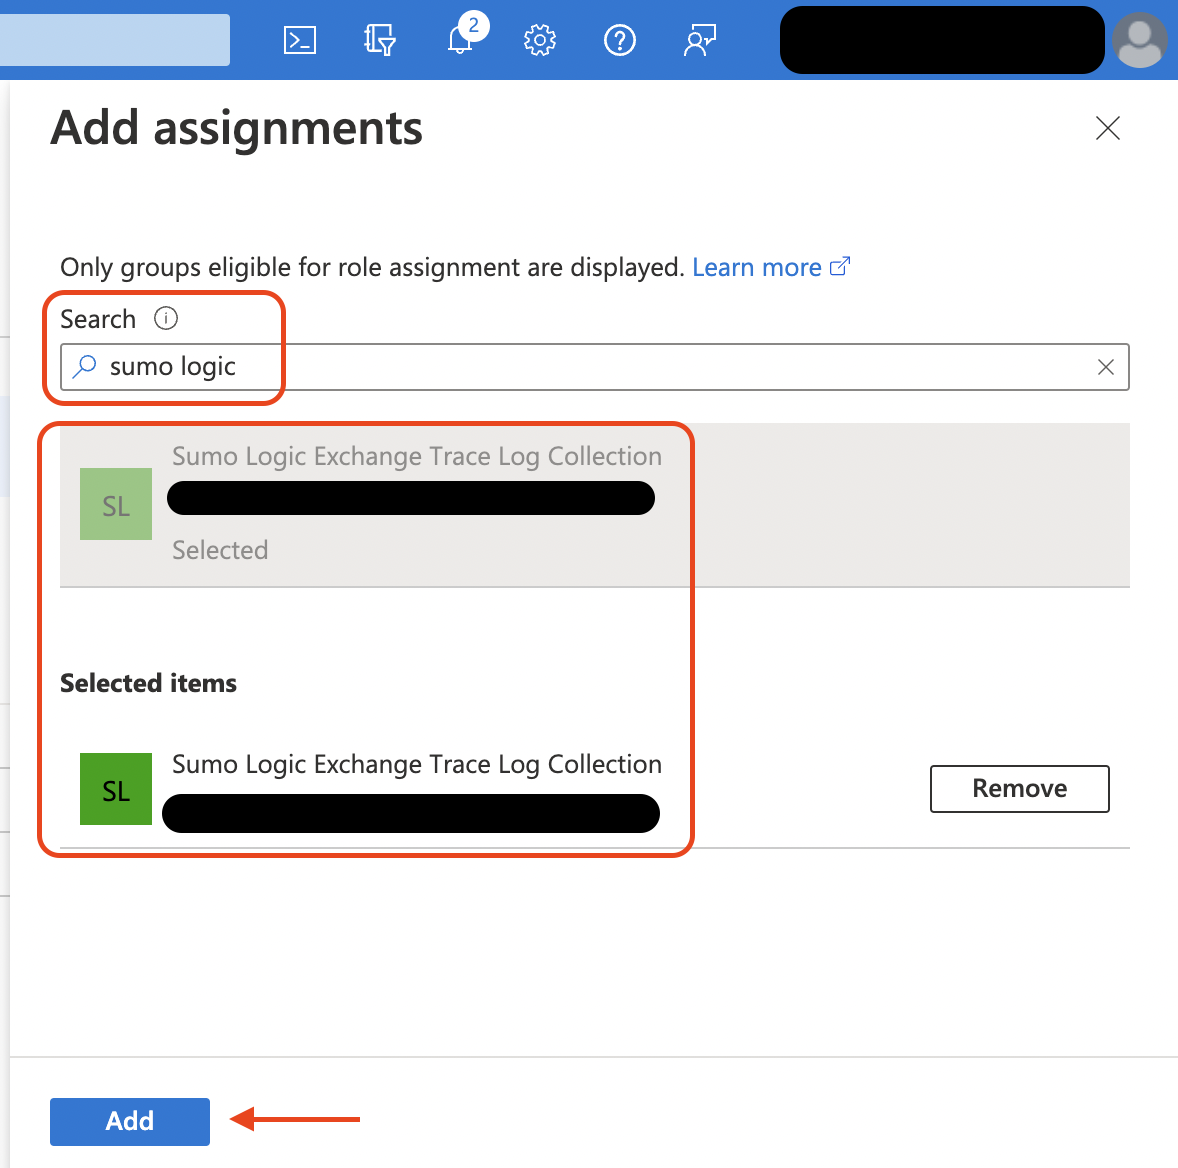 2
Add assignments
Only groups eligible for role assignment are displayed. Learn more
Search
sumo logic
Sumo Logic Exchange Trace Log Collection
SL
Selected
Selected items
Sumo Logic Exchange Trace Log Collection
SL
Remove
Add